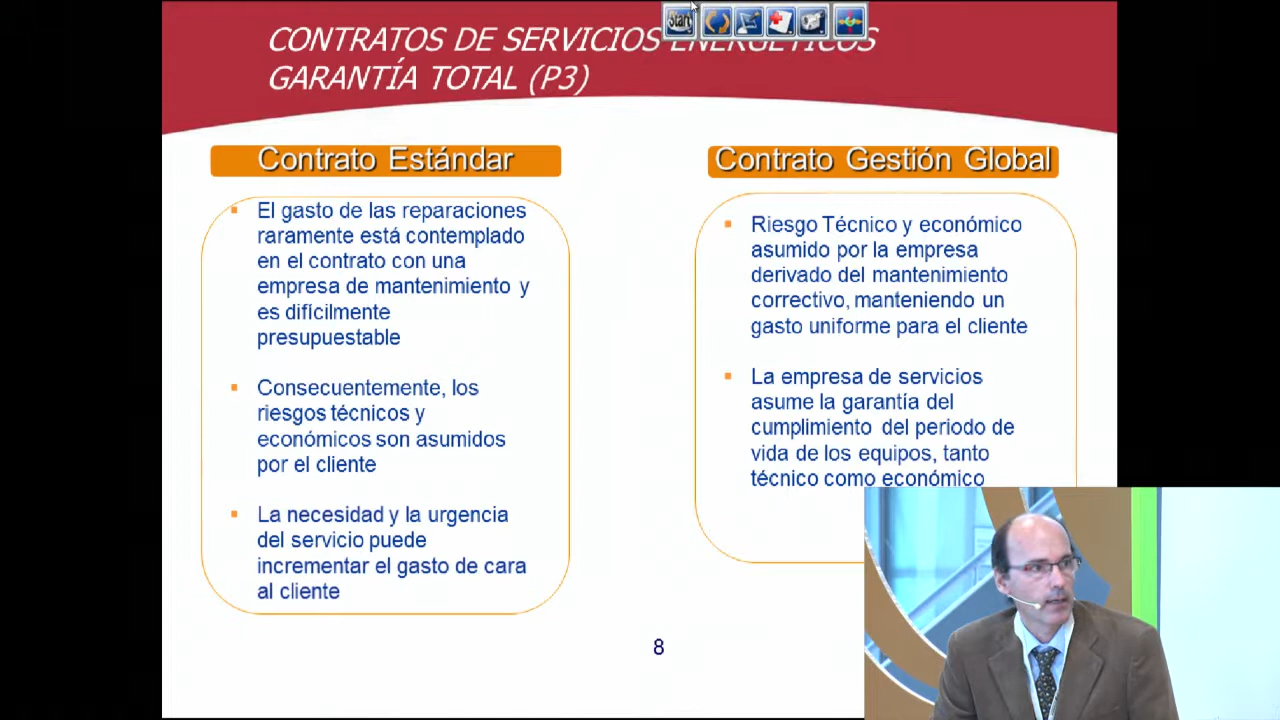 CONTRATOS DE SERVICIOS ENERGÉTICOS
GARANTÍA TOTAL (P3)
Start
Contrato Estándar
El gasto de las reparaciones
raramente está contemplado
en el contrato con una
empresa de mantenimiento y
es difícilmente
presupuestable
Consecuentemente, los
riesgos técnicos y
económicos son asumidos
por el cliente
La necesidad y la urgencia
del servicio puede
incrementar el gasto de cara
al cliente
Contrato Gestión Global
Riesgo Técnico y económico
asumido por la empresa
derivado del mantenimiento
correctivo, manteniendo un
gasto uniforme para el cliente
La empresa de servicios
asume la garantía del
cumplimiento del periodo de
vida de los equipos, tanto
técnico como económico
8